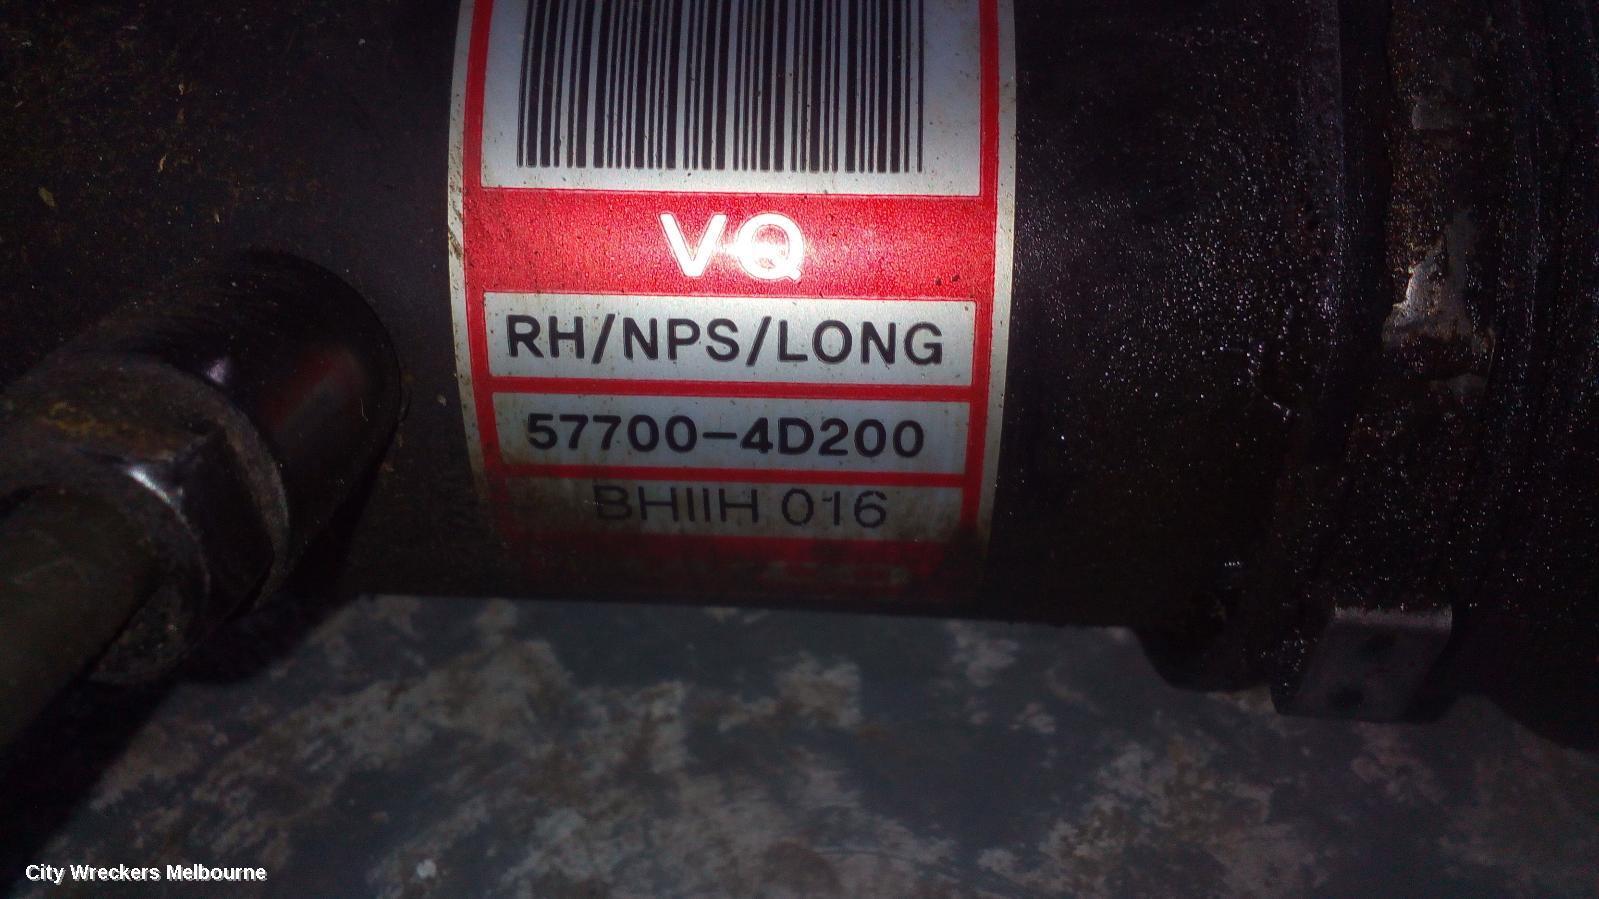 VQ
RH/NPS/LONG
57700-4D200
BHIIH 016
City Wreckers Melbourne